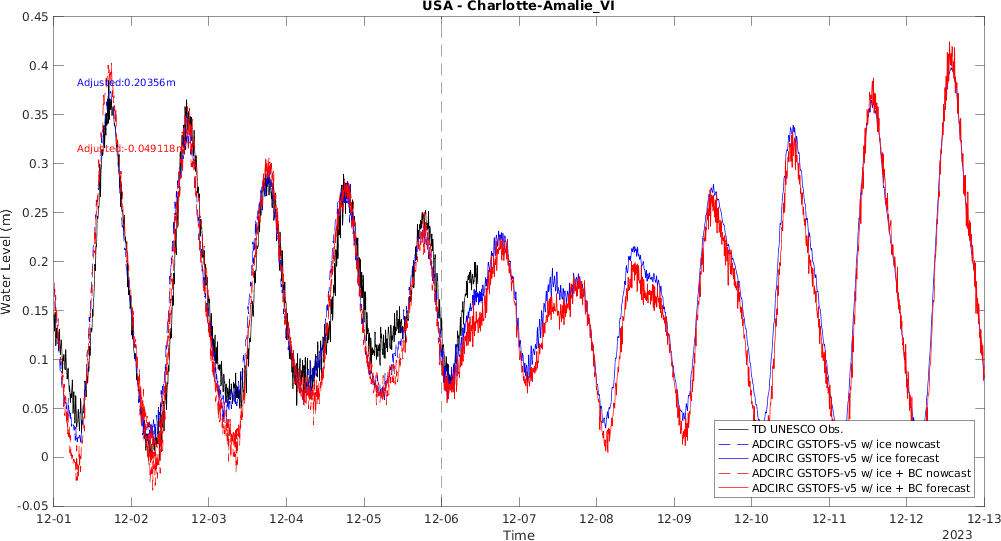 USA - Charlotte-Amalie_VI
0.45
0.4
0.35
0.3
0.25
0.2
0.15
0.1
0.05
0
-0.05
Water Level (m)
Adjusted:0.20356m
Adjusted:-0.049118m
TD UNESCO Obs.
ADCIRC GSTOFS-v5 w/ ice nowcast
ADCIRC GSTOFS-v5 w/ ice forecast
ADCIRC GSTOFS-v5 w/ ice + BC nowcast
ADCIRC GSTOFS-v5 w/ ice + BC forecast
12-01 12-02 12-03 12-04 12-05 12-06 12-07 12-08 12-09 12-10 12-11 12-12 12-13
Time
2023